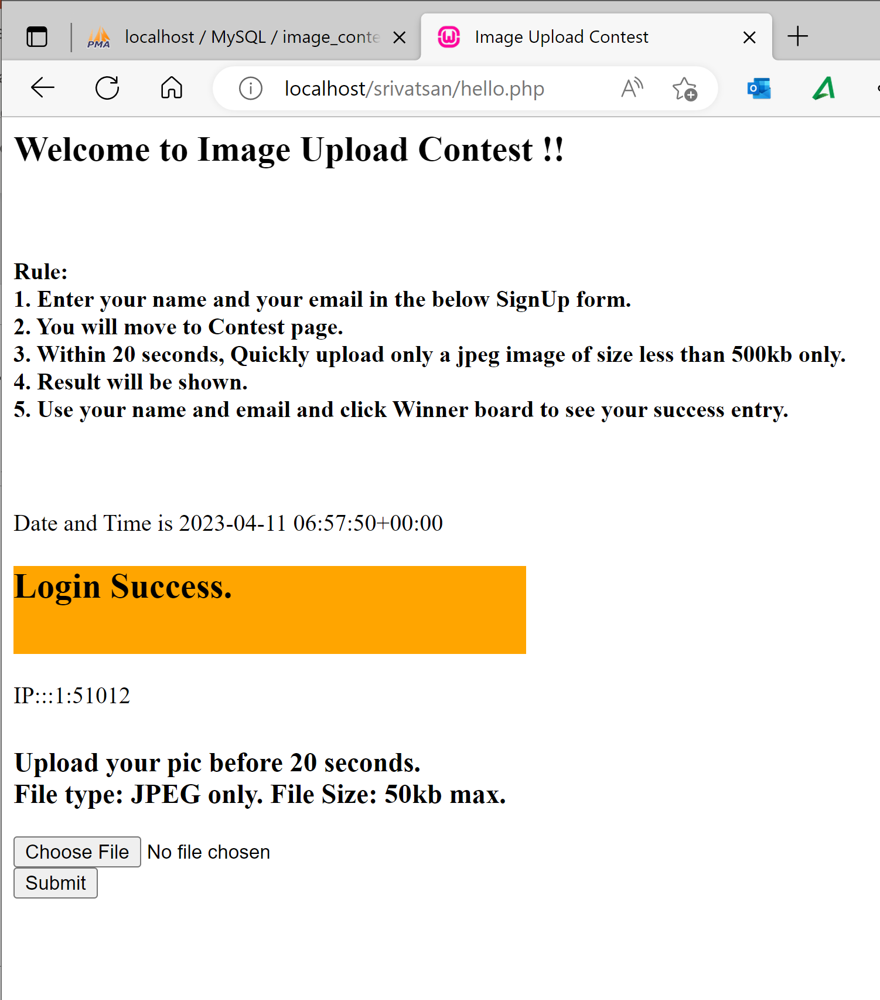 localhost / MySQL / image_conte
Image Upload Contest
localhost/srivatsan/hello.php
Welcome to Image Upload Contest !!
Rule:
1. Enter your name and your email in the below SignUp form.
2. You will move to Contest page.
3. Within 20 seconds, Quickly upload only a jpeg image of size less than 500kb only.
4. Result will be shown.
5. Use your name and email and click Winner board to see your success entry.
Date and Time is 2023-04-11 06:57:50+00:00
Login Success.
IP:::1:51012
Upload your pic before 20 seconds.
File type: JPEG only. File Size: 50kb max.
Choose File No file chosen
Submit